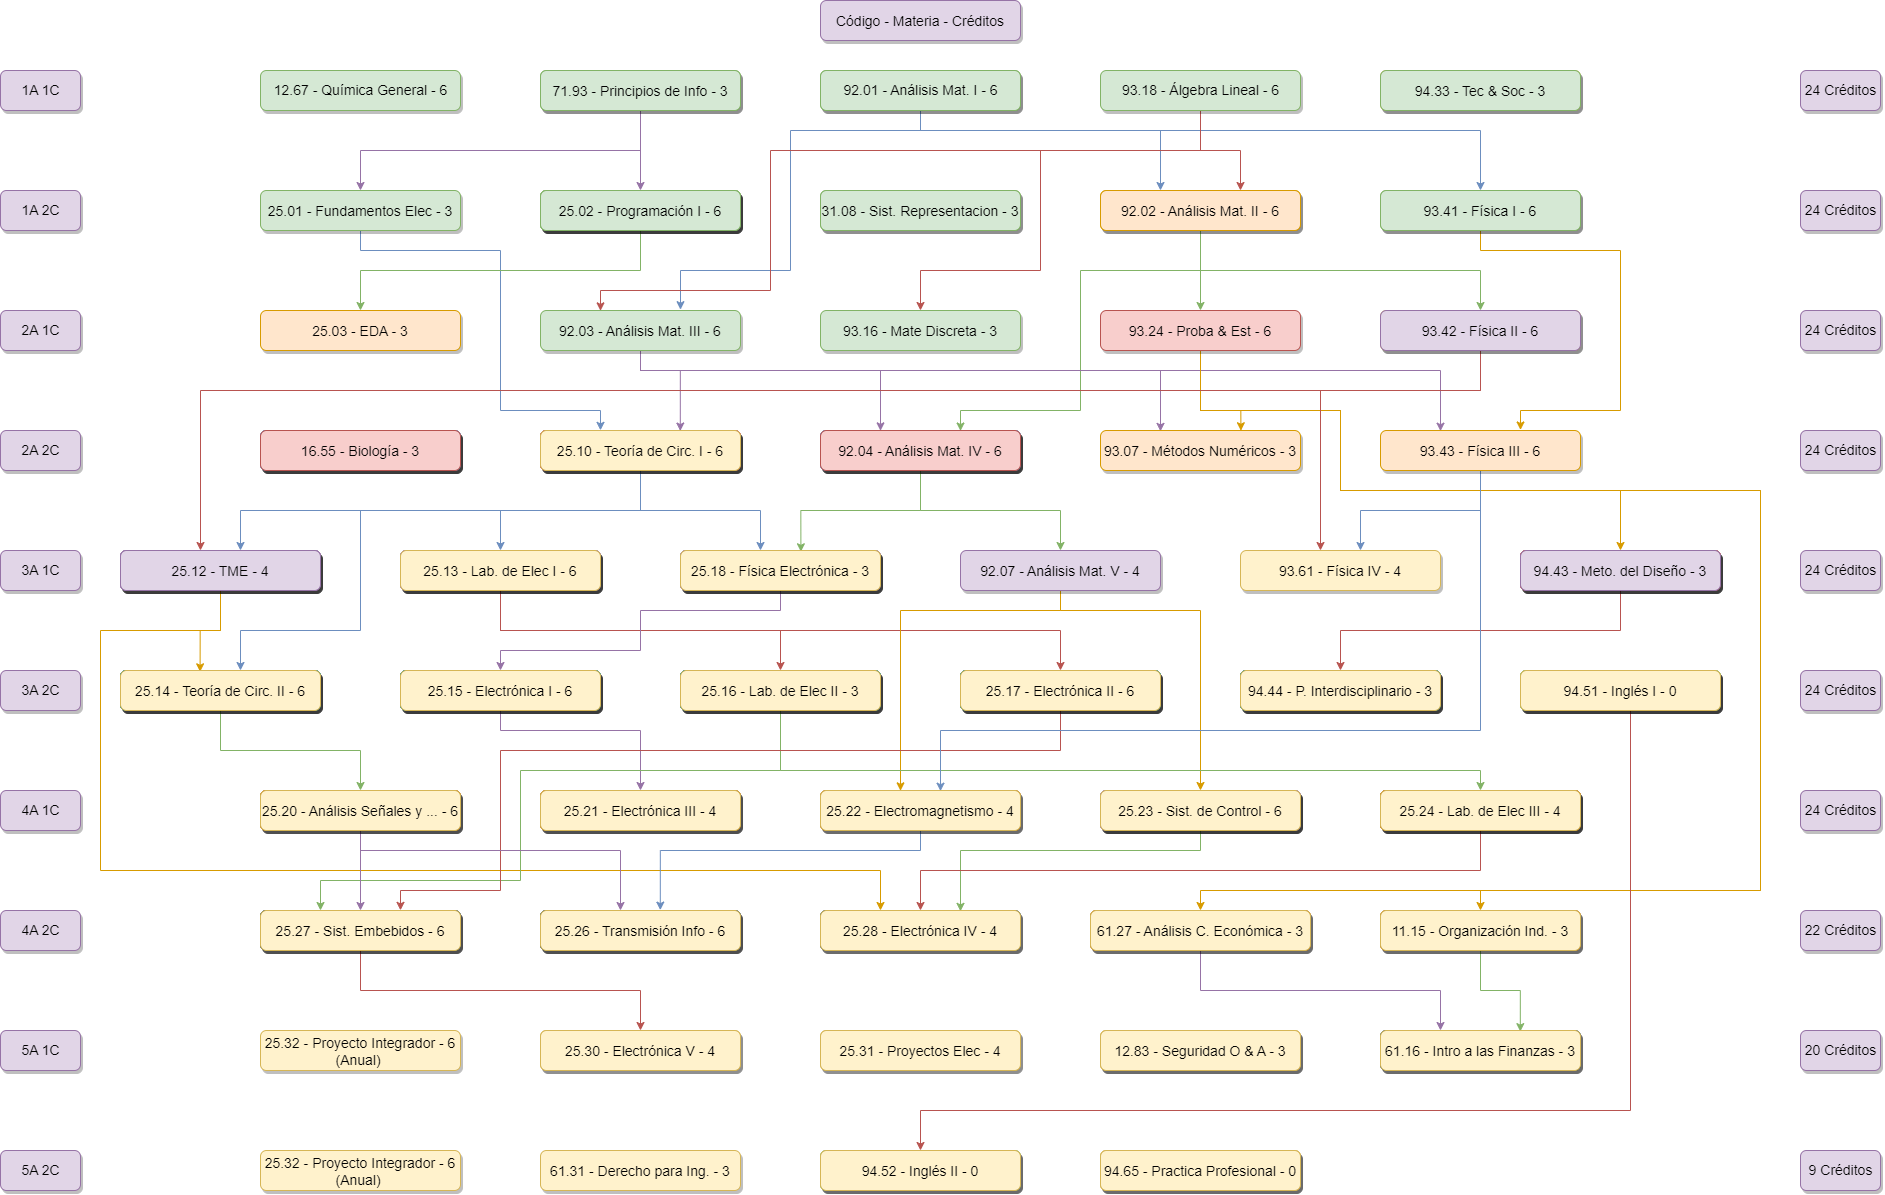 Código - Materia - Créditos
1A 1C
12.67 - Química General - 6
71.93 - Principios de Info - 3
92.01 - Análisis Mat. I - 6
93.18 - Álgebra Lineal - 6
94.33 - Tec & Soc - 3
24 Créditos
1A 2C
25.01 - Fundamentos Elec - 3
25.02 - Programación I - 6
31.08 - Sist. Representacion - 3
92.02 - Análisis Mat. II - 6
93.41 - Física I - 6
24 Créditos
2A 1C
25.03 - EDA - 3
92.03 - Análisis Mat. III - 6
93.16 - Mate Discreta - 3
93.24 - Proba & Est - 6
93.42 - Física II - 6
24 Créditos
2A 2C
16.55 - Biología - 3
25.10 - Teoría de Circ. I - 6
92.04 - Análisis Mat. IV - 6
93.07 - Métodos Numéricos - 3
93.43 - Física III - 6
24 Créditos
3A 1C
25.12 - TME - 4
25.13 - Lab. de Elec I - 6
25.18 - Física Electrónica - 3
92.07 - Análisis Mat. V - 4
93.61 - Física IV - 4
94.43 - Meto. del Diseño - 3
24 Créditos
3A 2C
25.14 - Teoría de Circ. II - 6
25.15 - Electrónica I - 6
25.16 - Lab. de Elec II - 3
25.17 - Electrónica II - 6
94.44 - P. Interdisciplinario - 3
94.51 - Inglés I - 0
24 Créditos
4A 1C
25.20 - Análisis Señales y ... - 6
25.21 - Electrónica III - 4
25.22 - Electromagnetismo - 4
25.23 - Sist. de Control - 6
25.24 - Lab. de Elec III - 4
24 Créditos
4A 2C
25.27 - Sist. Embebidos - 6
25.26 - Transmisión Info - 6
25.28 - Electrónica IV - 4
61.27 - Análisis C. Económica - 3
11.15 - Organización Ind. - 3
22 Créditos
5A 1C
25.32 - Proyecto Integrador - 6
(Anual)
25.30 - Electrónica V - 4
25.31 - Proyectos Elec - 4
12.83 - Seguridad O & A - 3
61.16 - Intro a las Finanzas - 3
20 Créditos
5A 2C
25.32 - Proyecto Integrador - 6
(Anual)
61.31 - Derecho para Ing. - 3
94.52 - Inglés II - 0
94.65 - Practica Profesional - 0
9 Créditos